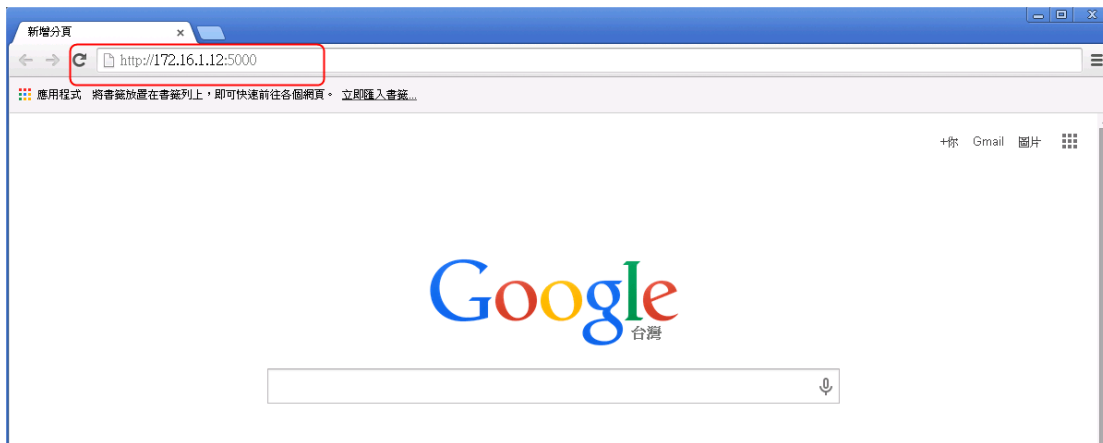 新增分頁
http://172.16.1.12:5000
應用程式 將書籤放置在書籤列上，即可快速前往各個網頁。 立即匯入書籤...
+你 Gmail 圖片
Google
台灣